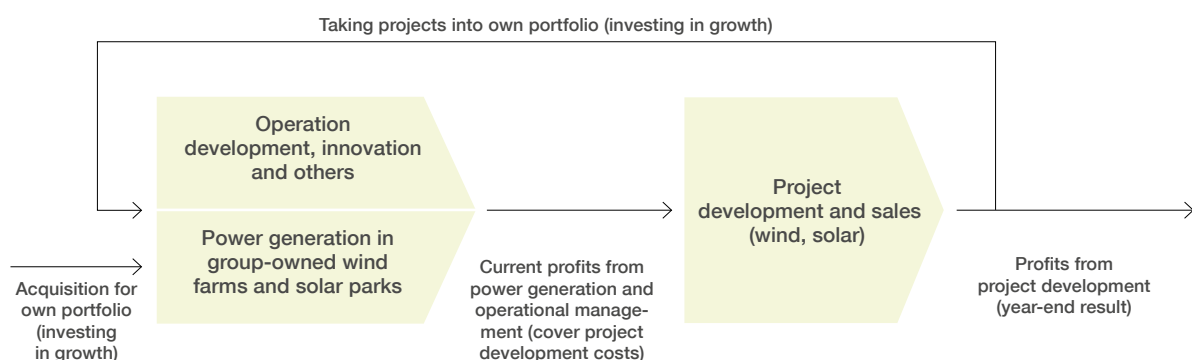 Taking projects into own portfolio (investing in growth)
Operation
development, innovation
and others
Power generation in
group-owned wind
farms and solar parks
Acquisition for
own portfolio
(investing
in growth)
Current profits from
power generation and
operational manage-
ment (cover project
development costs)
Project
development and sales
(wind, solar)
Profits from
project development
(year-end result)